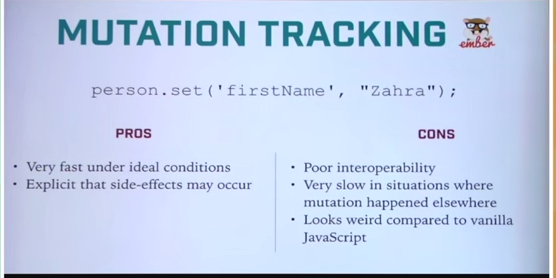 MUTATION TRACKING
ember
person.set('firstName', "Zahra");
PROS
• Very fast under ideal conditions
• Explicit that side-effects may occur
CONS
• Poor interoperability
• Very slow in situations where
mutation happened elsewhere
• Looks weird compared to vanilla
JavaScript